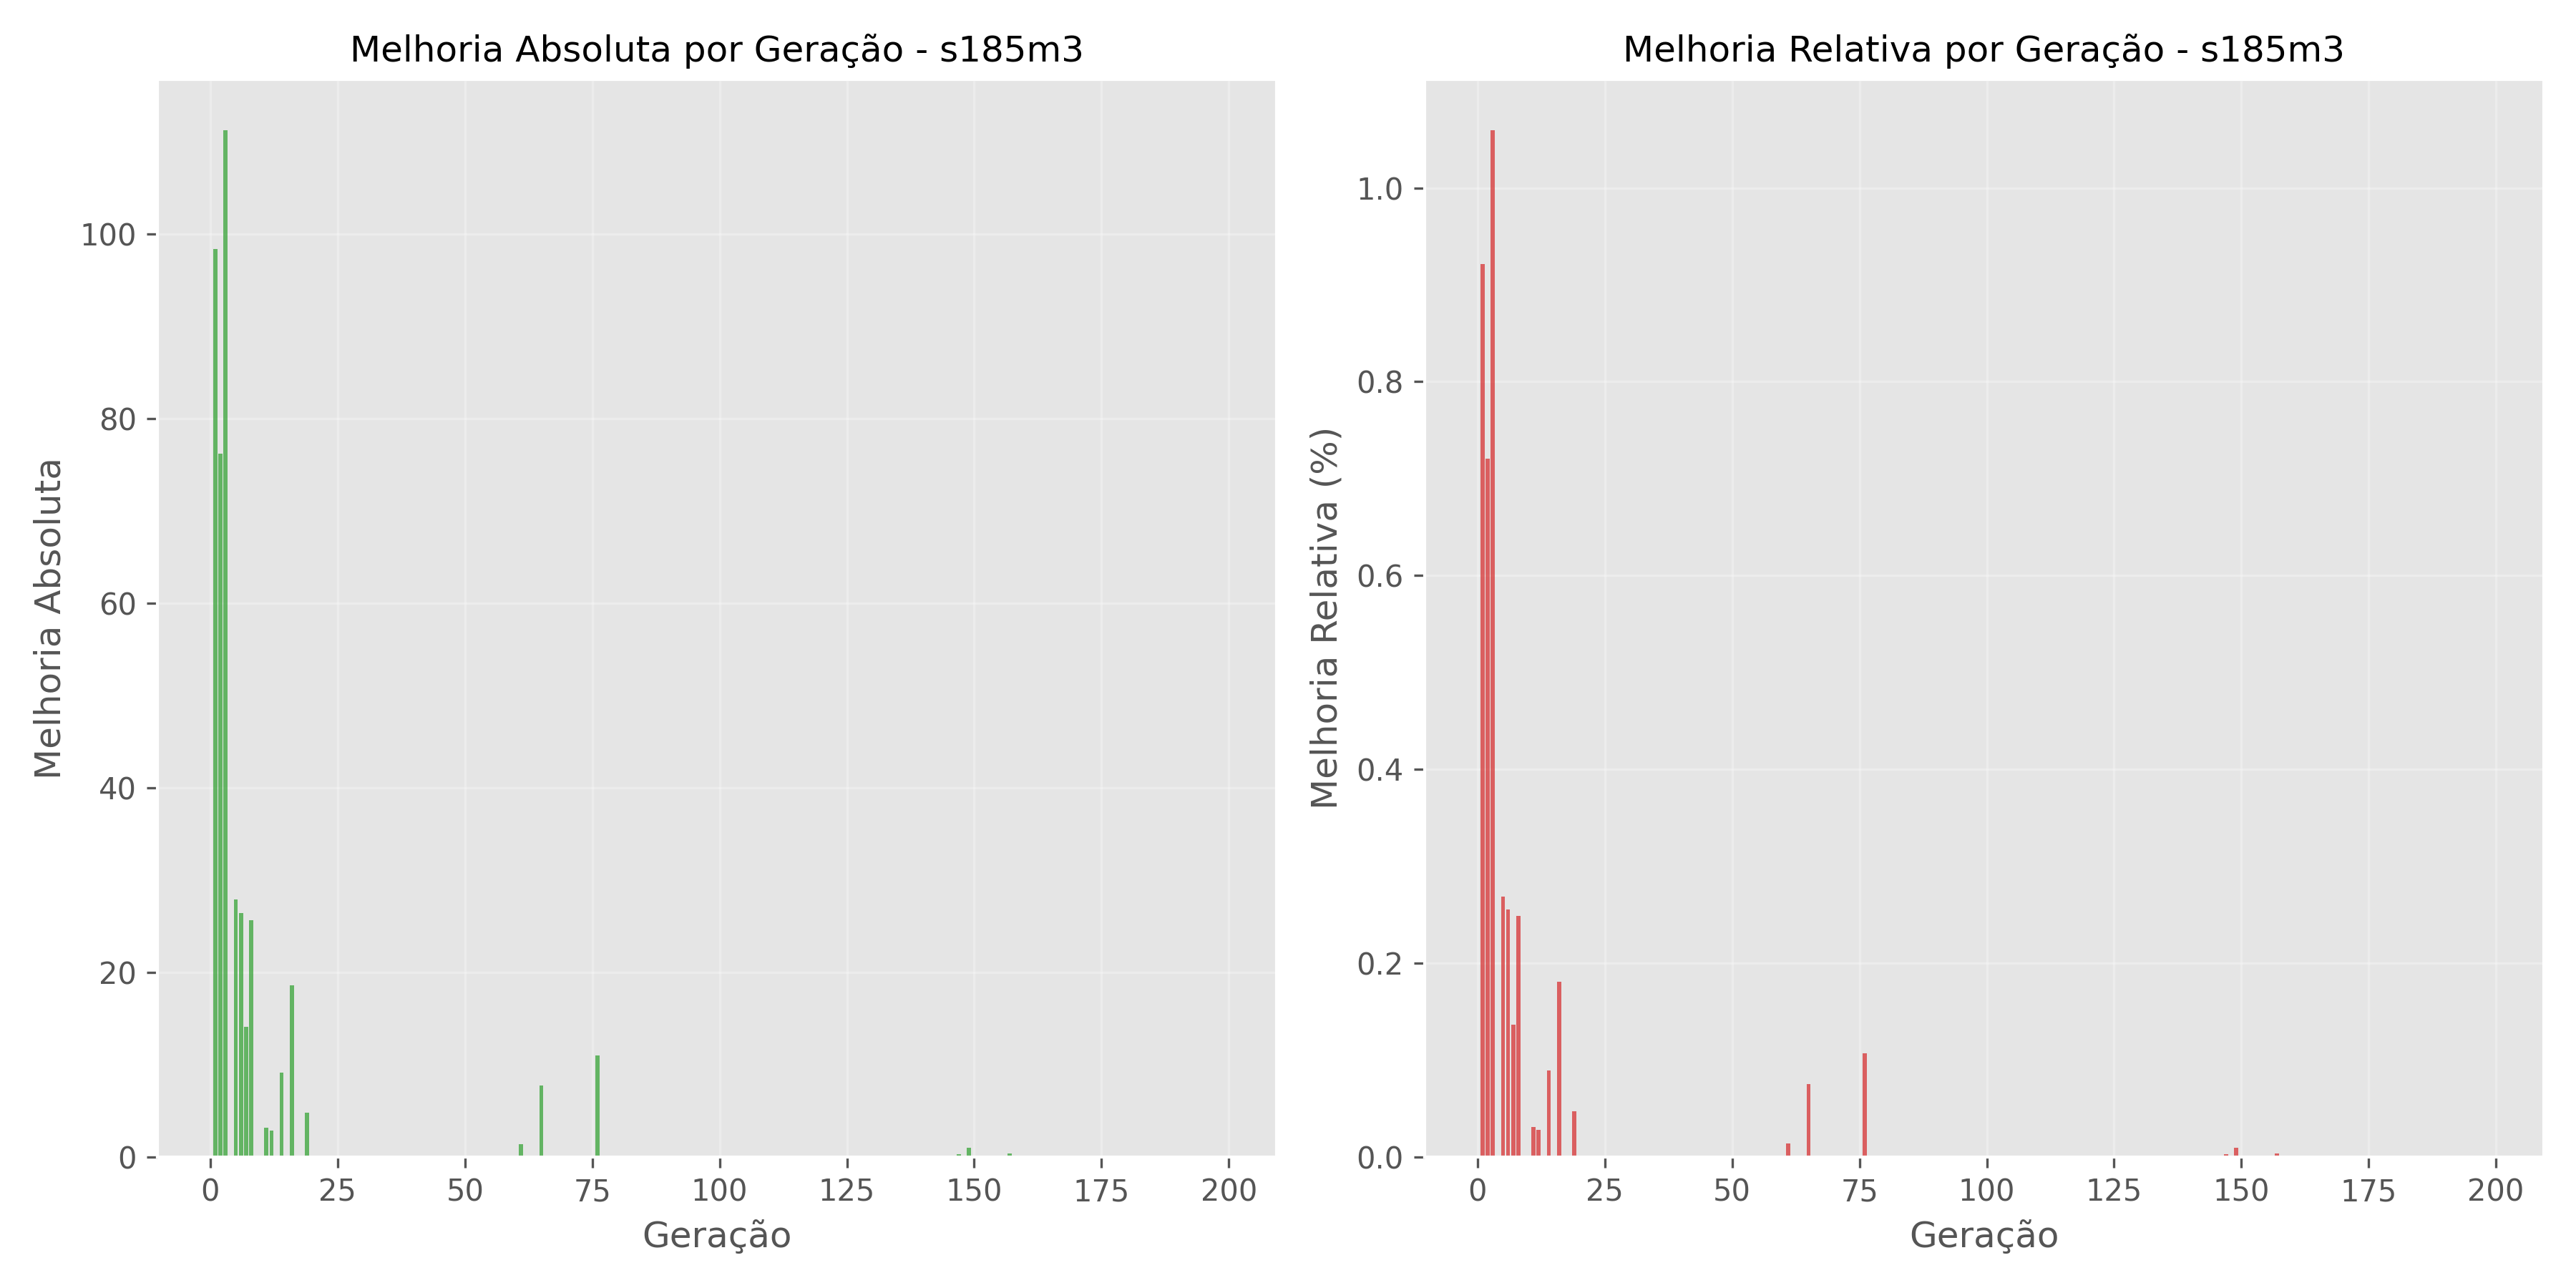 Melhoria Absoluta por Geração - s185m3
Melhoria Absoluta
100
80
60
40
20
0
0 25 50 75 100 125 150 175 200
Geração
Melhoria Relativa por Geração - s185m3
Melhoria Relativa (%)
1.0
0.8
0.6
0.4
0.2
0.0
0 25 50 75 100 125 150 175 200
Geração